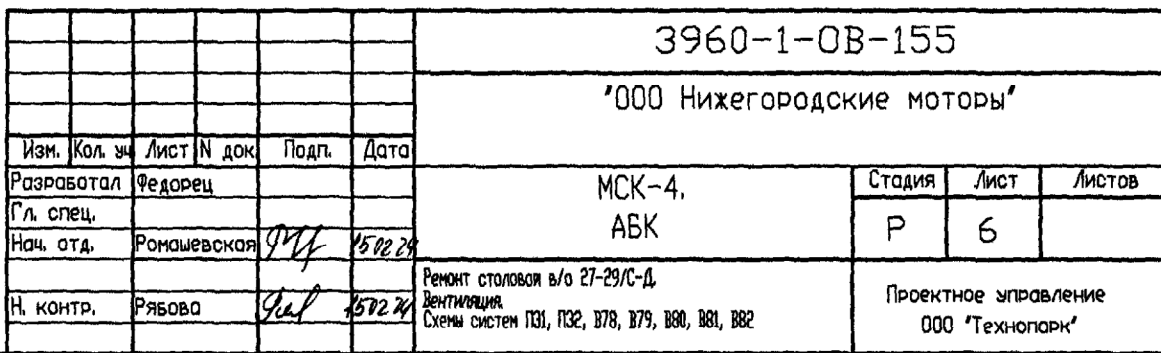 3960-1-ОВ-155
"ООО Нижегородские моторы"
Изм. Кол. уч Лист N док Подп. Дата
Разработал Федорец
МСК-4.
АБК
Стадия Лист Листов
Гл. спец.
Р 6
Нач. отд. Ромашевская 15 02 24
Ремонт столовой в/о 27-29/С-Д.
Вентиляция.
Схемы систем П31, П32, В78, В79, В80, В81, В82
Н. контр. Рябова 15 02 24
Проектное управление
ООО "Технопарк"